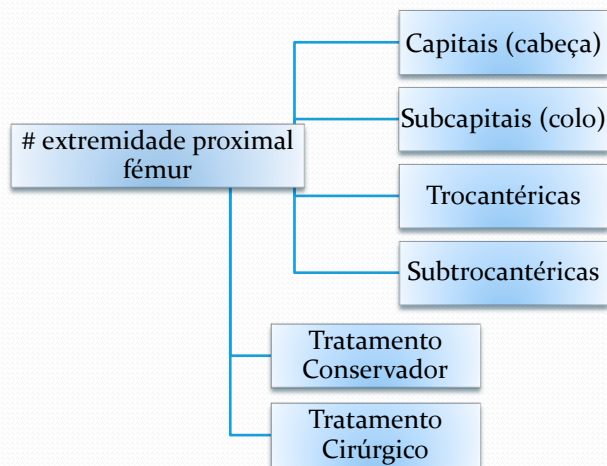 Capitais (cabeça)
Subcapitais (colo)
# extremidade proximal
fémur
Trocantéricas
Subtrocantéricas
Tratamento
Conservador
Tratamento
Cirúrgico